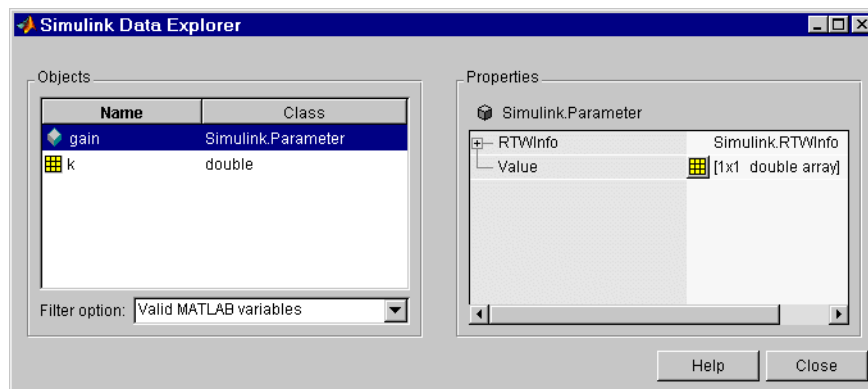 Simulink Data Explorer
Objects
Name Class
gain Simulink.Parameter
k double
Filter option: Valid MATLAB variables
Properties
Simulink.Parameter
RTWInfo Simulink.RTWInfo
Value [1x1 double array]
Help Close